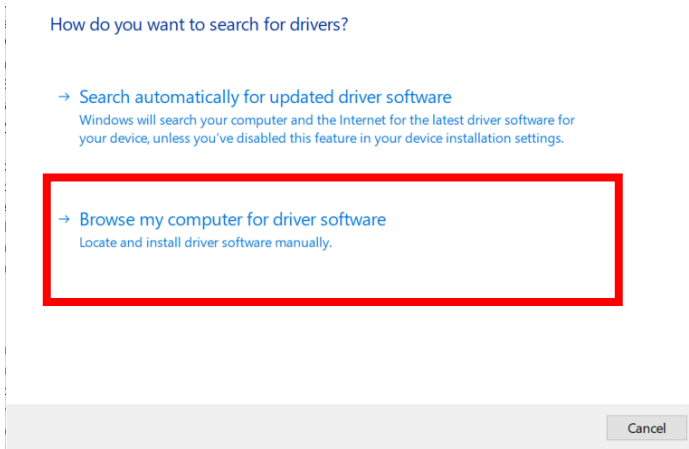 How do you want to search for drivers?
→ Search automatically for updated driver software
Windows will search your computer and the Internet for the latest driver software for
your device, unless you've disabled this feature in your device installation settings.
→ Browse my computer for driver software
Locate and install driver software manually.
Cancel